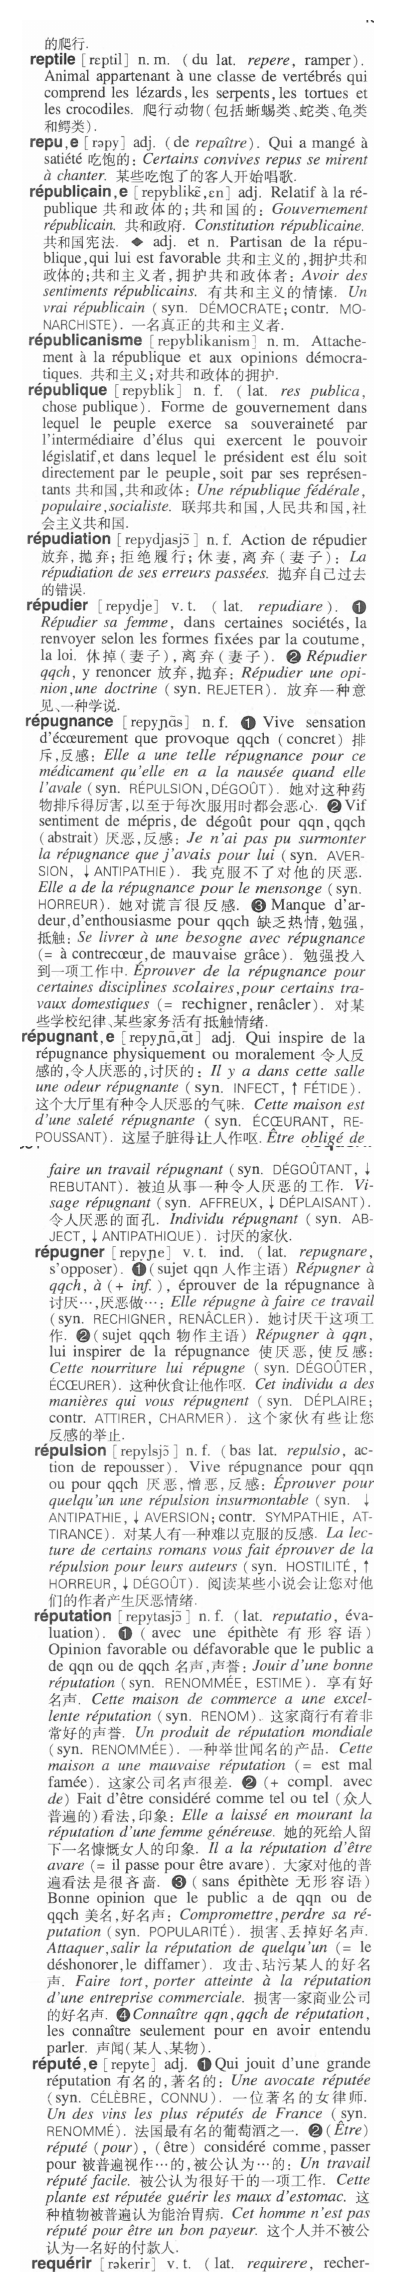 的爬行.
reptile [rɛptil] n. m. (du lat. repere, ramper).
Animal appartenant à une classe de vertébrés qui
comprend les lézards, les serpents, les tortues et
les crocodiles. 爬行动物(包括蜥蜴类、蛇类、龟类
和鳄类).
repu,e [rəpy] adj. (de repaître). Qui a mangé à
satiété 吃饱的: Certains convives repus se mirent
à chanter. 某些吃饱了的客人开始唱歌.
républicain,e [repyblikɛ̃,ɛn] adj. Relatif à la ré-
publique 共和政体的;共和国的: Gouvernement
républicain. 共和政府. Constitution républicaine.
共和国宪法. ◆ adj. et n. Partisan de la répu-
blique,qui lui est favorable 共和主义的,拥护共和
政体的;共和主义者,拥护共和政体者: Avoir des
sentiments républicains. 有共和主义的情愫. Un
vrai républicain (syn. DÉMOCRATE;contr. MO-
NARCHISTE). 一名真正的共和主义者.
républicanisme [repyblikanism] n. m. Attache-
ment à la république et aux opinions démocra-
tiques. 共和主义;对共和政体的拥护.
république [repyblik] n. f. (lat. res publica,
chose publique). Forme de gouvernement dans
lequel le peuple exerce sa souveraineté par
l'intermédiaire d'élus qui exercent le pouvoir
législatif,et dans lequel le président est élu soit
directement par le peuple,soit par ses représen-
tants 共和国,共和政体: Une république fédérale,
populaire,socialiste. 联邦共和国,人民共和国,社
会主义共和国.
répudiation [repydjasjɔ̃] n. f. Action de répudier
放弃,抛弃;拒绝履行;休妻,离弃(妻子): La
répudiation de ses erreurs passées. 抛弃自己过去
的错误.
répudier [repydje] v. t. (lat. repudiare). ❶
Répudier sa femme, dans certaines sociétés, la
renvoyer selon les formes fixées par la coutume,
la loi. 休掉(妻子),离弃(妻子). ❷ Répudier
qqch, y renoncer 放弃,抛弃: Répudier une opi-
nion,une doctrine (syn. REJETER). 放弃一种意
见、一种学说.
répugnance [repyɲɑ̃s] n. f. ❶ Vive sensation
d'écœurement que provoque qqch (concret) 排
斥,反感: Elle a une telle répugnance pour ce
médicament qu'elle en a la nausée quand elle
l'avale (syn. RÉPULSION,DÉGOÛT). 她对这种药
物排斥得厉害,以至于每次服用时都会恶心. ❷ Vif
sentiment de mépris, de dégoût pour qqn, qqch
(abstrait) 厌恶,反感: Je n'ai pas pu surmonter
la répugnance que j'avais pour lui (syn. AVER-
SION, ↓ANTIPATHIE). 我克服不了对他的厌恶.
Elle a de la répugnance pour le mensonge (syn.
HORREUR). 她对谎言很反感. ❸ Manque d'ar-
deur,d'enthousiasme pour qqch 缺乏热情,勉强,
抵触: Se livrer à une besogne avec répugnance
(= à contrecœur,de mauvaise grâce). 勉强投入
到一项工作中. Éprouver de la répugnance pour
certaines disciplines scolaires,pour certains tra-
vaux domestiques (= rechigner,renâcler). 对某
些学校纪律、某些家务活有抵触情绪.
répugnant,e [repyɲɑ̃,ɑ̃t] adj. Qui inspire de la
répugnance physiquement ou moralement 令人反
感的,令人厌恶的,讨厌的: Il y a dans cette salle
une odeur répugnante (syn. INFECT, ↑ FÉTIDE).
这个大厅里有种令人厌恶的气味. Cette maison est
d'une saleté répugnante (syn. ÉCŒURANT, RE-
POUSSANT). 这屋子脏得让人作呕. Être obligé de
faire un travail répugnant (syn. DÉGOÛTANT, ↓
REBUTANT). 被迫从事一种令人厌恶的工作. Vi-
sage répugnant (syn. AFFREUX, ↓DÉPLAISANT).
令人厌恶的面孔. Individu répugnant (syn. AB-
JECT, ↓ANTIPATHIQUE). 讨厌的家伙.
répugner [repyɲe] v. t. ind. (lat. repugnare,
s'opposer). ❶ (sujet qqn 人作主语) Répugner à
qqch, à (+ inf.), éprouver de la répugnance à
讨厌…,厌恶做…: Elle répugne à faire ce travail
(syn. RECHIGNER, RENÂCLER). 她讨厌干这项工
作. ❷ (sujet qqch 物作主语) Répugner à qqn,
lui inspirer de la répugnance 使厌恶,使反感:
Cette nourriture lui répugne (syn. DÉGOÛTER,
ÉCŒURER). 这种伙食让他作呕. Cet individu a des
manières qui vous répugnent (syn. DÉPLAIRE;
contr. ATTIRER, CHARMER). 这个家伙有些让您
反感的举止.
répulsion [repylsjɔ̃] n. f. (bas lat. repulsio, ac-
tion de repousser). Vive répugnance pour qqn
ou pour qqch 厌恶,憎恶,反感: Éprouver pour
quelqu'un une répulsion insurmontable (syn. ↓
ANTIPATHIE, ↓AVERSION;contr. SYMPATHIE, AT-
TIRANCE). 对某人有一种难以克服的反感. La lec-
ture de certains romans vous fait éprouver de la
répulsion pour leurs auteurs (syn. HOSTILITÉ, ↑
HORREUR, ↓DÉGOÛT). 阅读某些小说会让您对他
们的作者产生厌恶情绪.
réputation [repytasjɔ̃] n. f. (lat. reputatio, éva-
luation). ❶ (avec une épithète 有形容语)
Opinion favorable ou défavorable que le public a
de qqn ou de qqch 名声,声誉: Jouir d'une bonne
réputation (syn. RENOMMÉE, ESTIME). 享有好
名声. Cette maison de commerce a une excel-
lente réputation (syn. RENOM). 这家商行有着非
常好的声誉. Un produit de réputation mondiale
(syn. RENOMMÉE). 一种举世闻名的产品. Cette
maison a une mauvaise réputation (= est mal
famée). 这家公司名声很差. ❷ (+ compl. avec
de) Fait d'être considéré comme tel ou tel (众人
普遍的)看法,印象: Elle a laissé en mourant la
réputation d'une femme généreuse. 她的死给人留
下一名慷慨女人的印象. Il a la réputation d'être
avare (= il passe pour être avare). 大家对他的普
遍看法是很吝啬. ❸ (sans épithète 无形容语)
Bonne opinion que le public a de qqn ou de
qqch 美名,好名声: Compromettre,perdre sa ré-
putation (syn. POPULARITÉ). 损害、丢掉好名声.
Attaquer,salir la réputation de quelqu'un (= le
déshonorer,le diffamer). 攻击、玷污某人的好名
声. Faire tort, porter atteinte à la réputation
d'une entreprise commerciale. 损害一家商业公司
的好名声. ❹ Connaître qqn,qqch de réputation,
les connaître seulement pour en avoir entendu
parler. 声闻(某人、某物).
réputé,e [repyte] adj. ❶ Qui jouit d'une grande
réputation 有名的,著名的: Une avocate réputée
(syn. CÉLÈBRE, CONNU). 一位著名的女律师.
Un des vins les plus réputés de France (syn.
RENOMMÉ). 法国最有名的葡萄酒之一. ❷ (Être)
réputé (pour), (être) considéré comme,passer
pour 被普遍视作…的,被公认为…的: Un travail
réputé facile. 被公认为很好干的一项工作. Cette
plante est réputée guérir les maux d'estomac. 这
种植物被普遍认为能治胃病. Cet homme n'est pas
réputé pour être un bon payeur. 这个人并不被公
认为一名好的付款人.
requérir [rəkerir] v. t. (lat. requirere, recher-